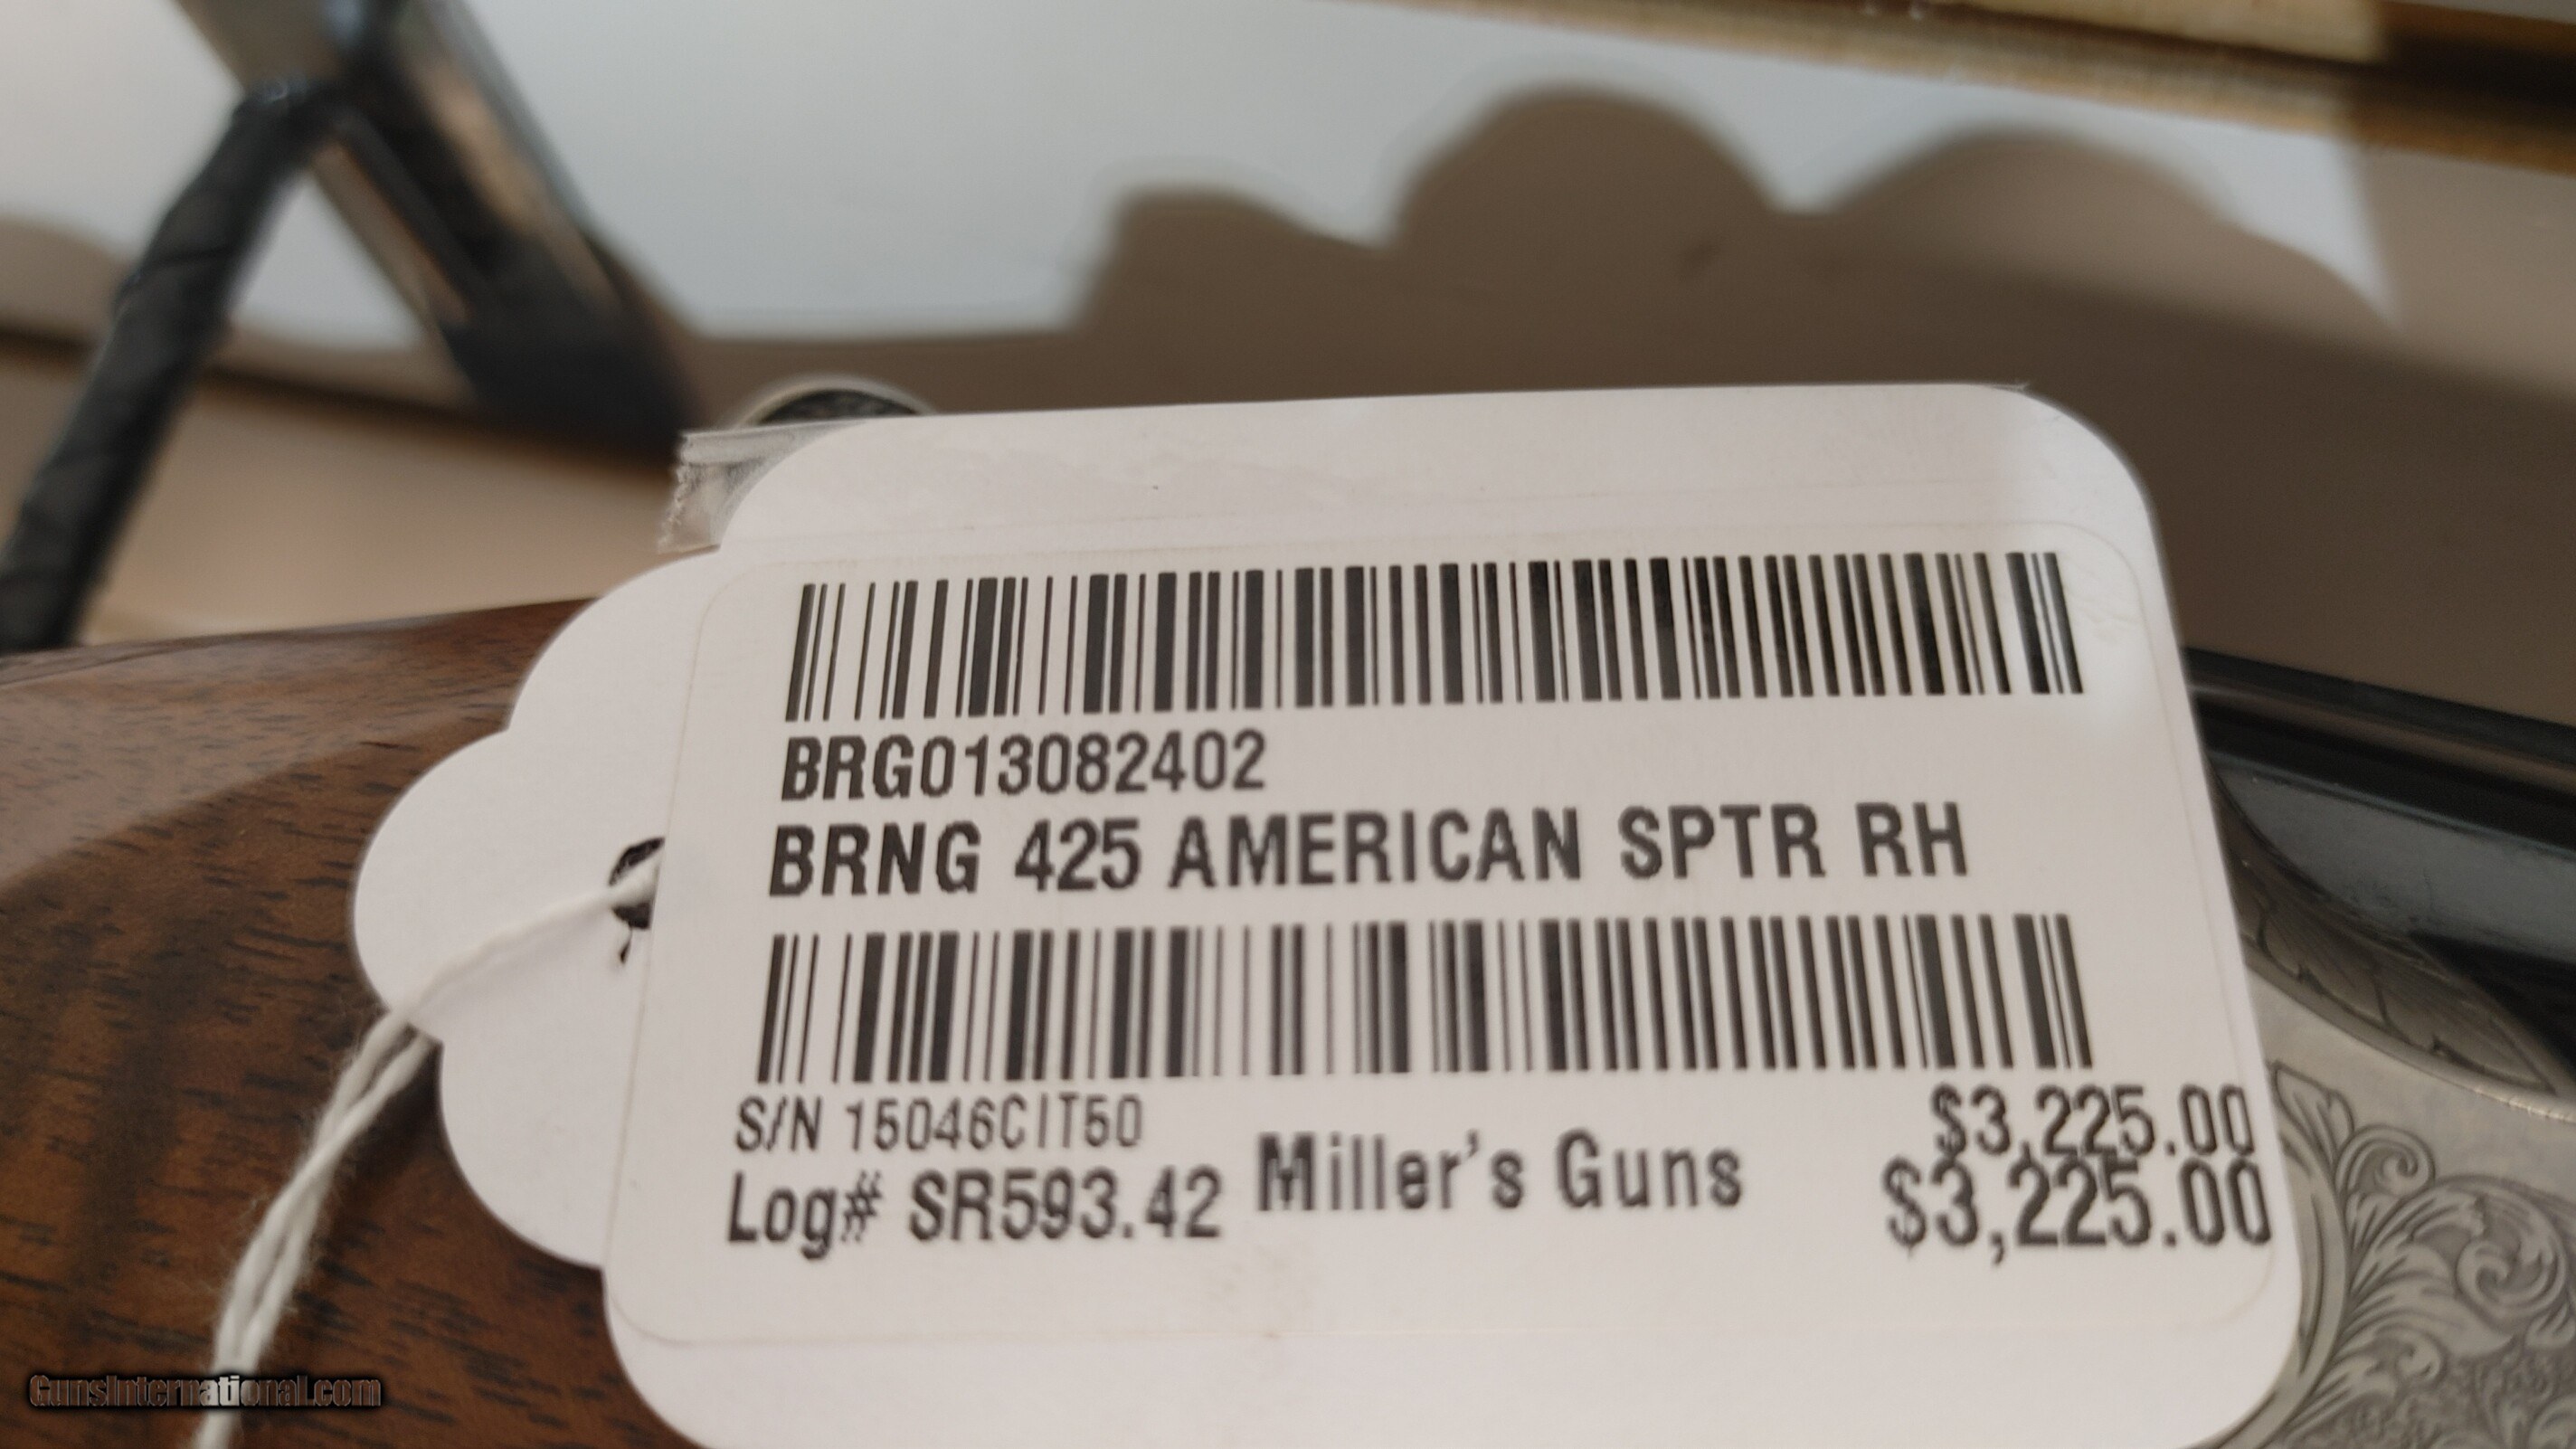 BRG013082402
BRNG 425 AMERICAN SPTR RH
S/N 15046CIT50
$3,225.00
Log# SR593.42
Miller's Guns
$3,225.00
GunsInternational.com